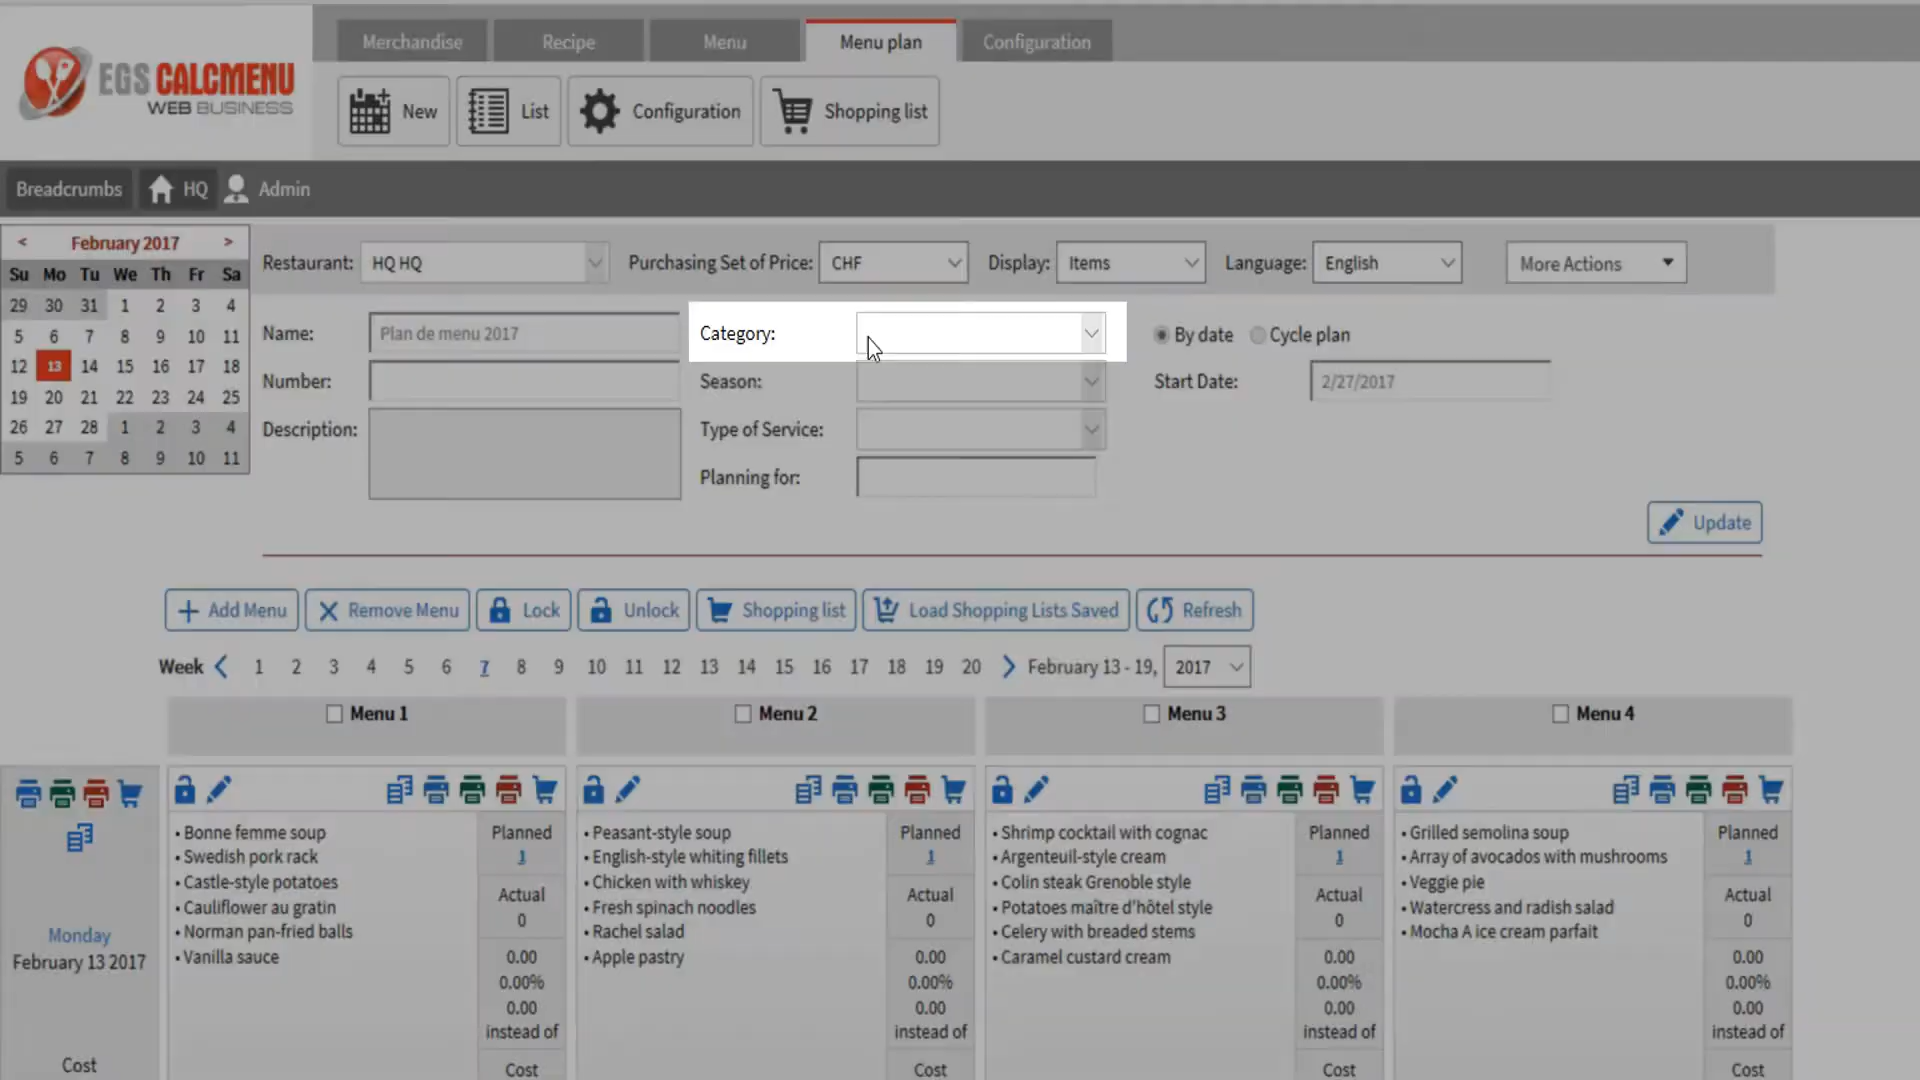 Merchandise Recipe Menu Menu plan Configuration
EGS CALCMENU
WEB BUSINESS
New List Configuration Shopping list
Breadcrumbs HQ Admin
< February 2017 >
Su Mo Tu We Th Fr Sa
29 30 31 1 2 3 4
5 6 7 8 9 10 11
12 13 14 15 16 17 18
19 20 21 22 23 24 25
26 27 28 1 2 3 4
5 6 7 8 9 10 11
Restaurant: HQ HQ Purchasing Set of Price: CHF Display: Items Language: English More Actions
Name: Plan de menu 2017 Category: By date Cycle plan
Number: Season: Start Date: 2/27/2017
Description: Type of Service:
Planning for:
Update
Add Menu Remove Menu Lock Unlock Shopping list Load Shopping Lists Saved Refresh
Week 1 2 3 4 5 6 7 8 9 10 11 12 13 14 15 16 17 18 19 20 February 13 - 19, 2017
Menu 1 Menu 2 Menu 3 Menu 4
Monday
February 13 2017
Cost
• Bonne femme soup
• Swedish pork rack
• Castle-style potatoes
• Cauliflower au gratin
• Norman pan-fried balls
• Vanilla sauce
Planned
1
Actual
0
0.00
0.00%
0.00
instead of
Cost
• Peasant-style soup
• English-style whiting fillets
• Chicken with whiskey
• Fresh spinach noodles
• Rachel salad
• Apple pastry
Planned
1
Actual
0
0.00
0.00%
0.00
instead of
Cost
• Shrimp cocktail with cognac
• Argenteuil-style cream
• Colin steak Grenoble style
• Potatoes maître d'hôtel style
• Celery with breaded stems
• Caramel custard cream
Planned
1
Actual
0
0.00
0.00%
0.00
instead of
Cost
• Grilled semolina soup
• Array of avocados with mushrooms
• Veggie pie
• Watercress and radish salad
• Mocha A ice cream parfait
Planned
1
Actual
0
0.00
0.00%
0.00
instead of
Cost